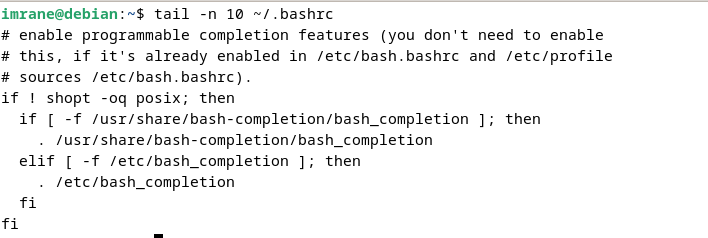 imrane@debian:~$ tail -n 10 ~/.bashrc
# enable programmable completion features (you don't need to enable
# this, if it's already enabled in /etc/bash.bashrc and /etc/profile
# sources /etc/bash.bashrc).
if ! shopt -oq posix; then
  if [ -f /usr/share/bash-completion/bash_completion ]; then
    . /usr/share/bash-completion/bash_completion
  elif [ -f /etc/bash_completion ]; then
    . /etc/bash_completion
  fi
fi